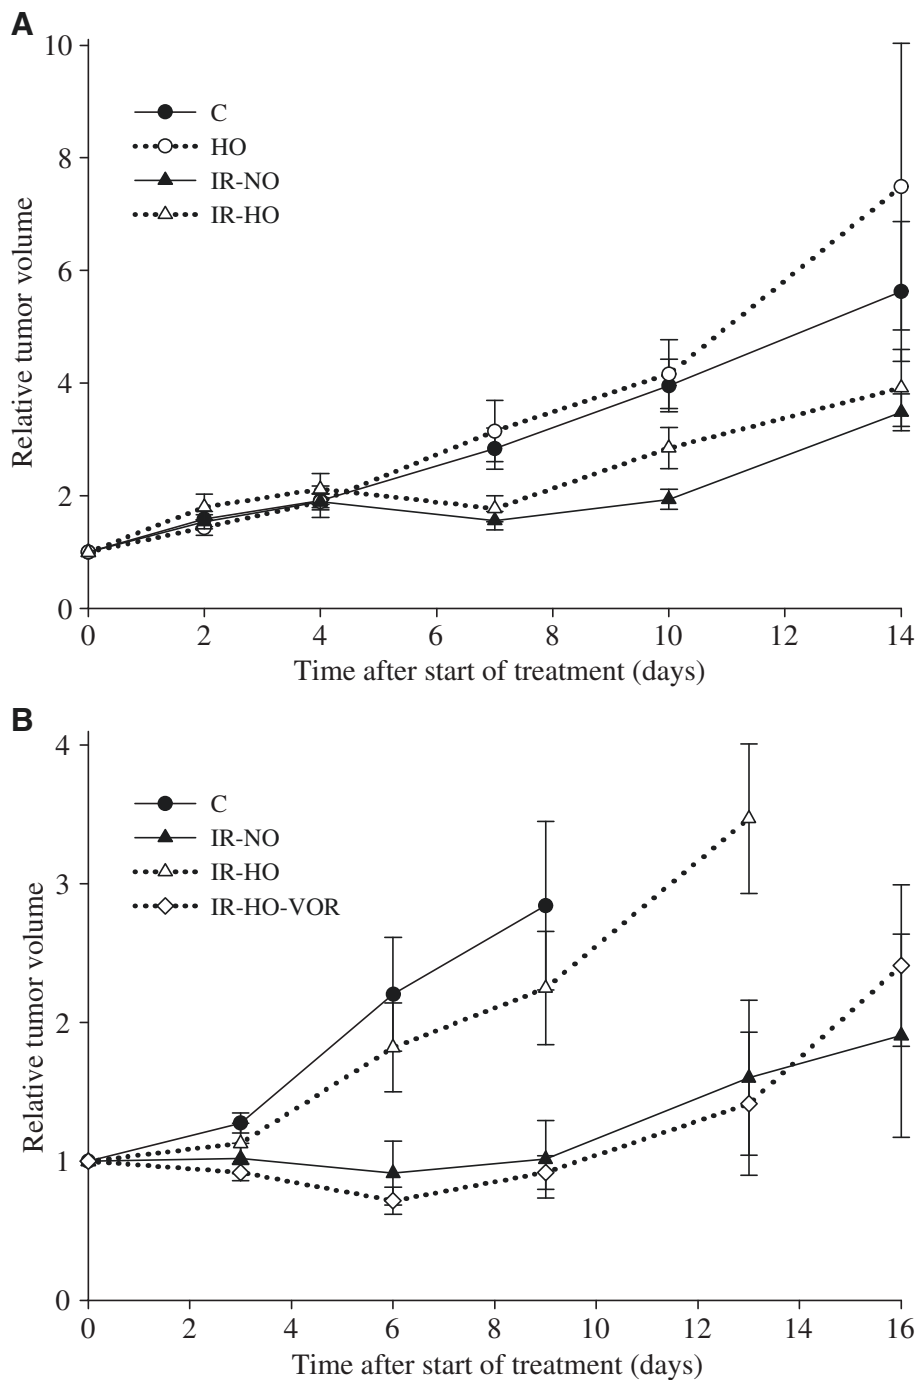 A
10
8
6
4
2
0
Relative tumor volume
C
HO
IR-NO
IR-HO
0 2 4 6 8 10 12 14
Time after start of treatment (days)
B
4
3
2
1
0
Relative tumor volume
C
IR-NO
IR-HO
IR-HO-VOR
0 2 4 6 8 10 12 14 16
Time after start of treatment (days)